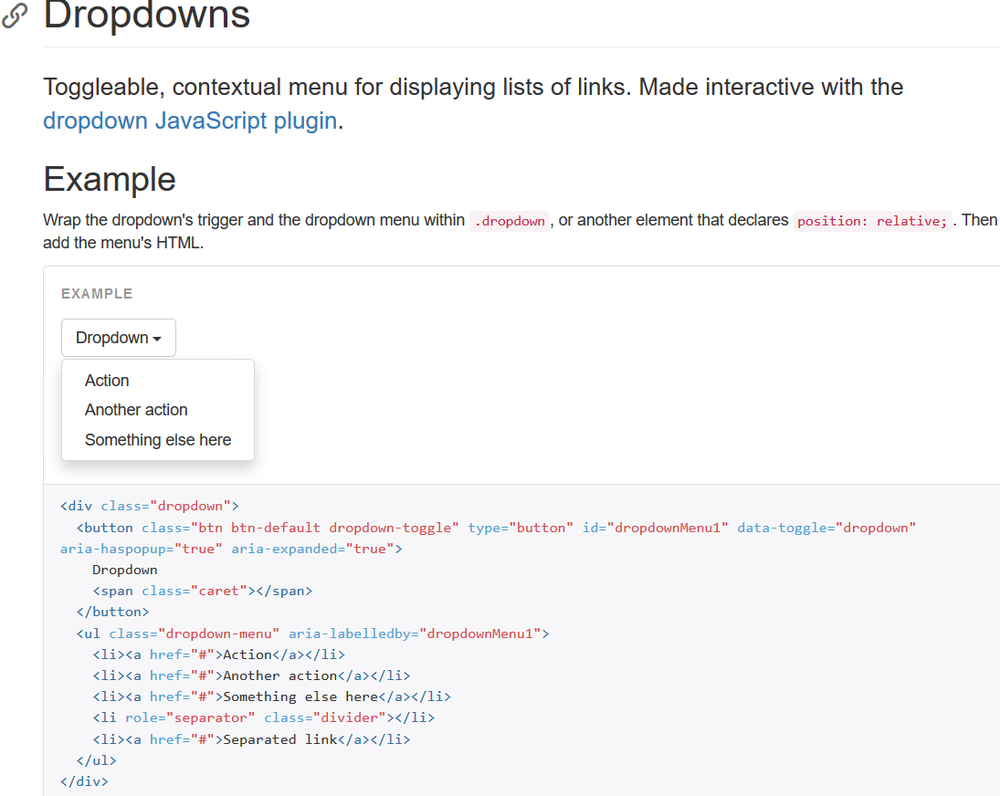 Dropdowns
Toggleable, contextual menu for displaying lists of links. Made interactive with the
dropdown JavaScript plugin.
Example
Wrap the dropdown's trigger and the dropdown menu within .dropdown, or another element that declares position: relative;. Then
add the menu's HTML.
EXAMPLE
Dropdown
Action
Another action
Something else here
<div class="dropdown">
  <button class="btn btn-default dropdown-toggle" type="button" id="dropdownMenu1" data-toggle="dropdown"
aria-haspopup="true" aria-expanded="true">
    Dropdown
    <span class="caret"></span>
  </button>
  <ul class="dropdown-menu" aria-labelledby="dropdownMenu1">
    <li><a href="#">Action</a></li>
    <li><a href="#">Another action</a></li>
    <li><a href="#">Something else here</a></li>
    <li role="separator" class="divider"></li>
    <li><a href="#">Separated link</a></li>
  </ul>
</div>